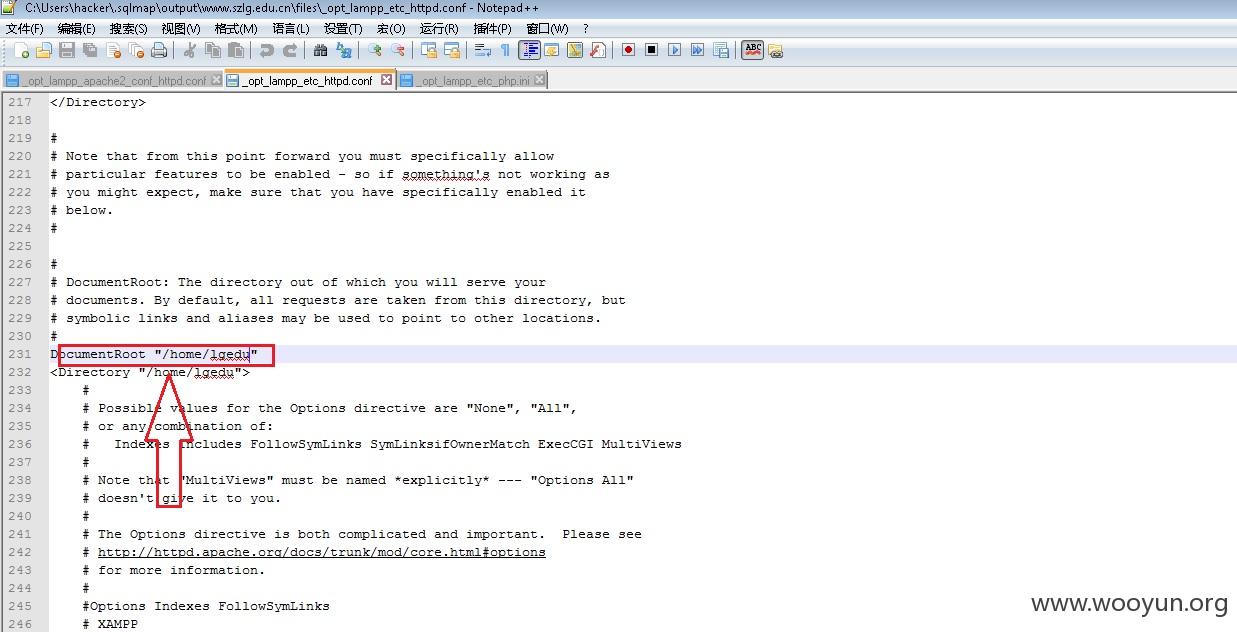 C:\Users\hacker\.sqlmap\output\www.szlg.edu.cn\files\_opt_lampp_etc_httpd.conf - Notepad++
文件(F) 编辑(E) 搜索(S) 视图(V) 格式(M) 语言(L) 设置(T) 宏(O) 运行(R) 插件(P) 窗口(W) ?
_opt_lampp_apache2_conf_httpd.conf _opt_lampp_etc_httpd.conf _opt_lampp_etc_php.ini
217 </Directory>
218
219 #
220 # Note that from this point forward you must specifically allow
221 # particular features to be enabled - so if something's not working as
222 # you might expect, make sure that you have specifically enabled it
223 # below.
224 #
225
226 #
227 # DocumentRoot: The directory out of which you will serve your
228 # documents. By default, all requests are taken from this directory, but
229 # symbolic links and aliases may be used to point to other locations.
230 #
231 DocumentRoot "/home/lgedu"
232 <Directory "/home/lgedu">
233 #
234 # Possible values for the Options directive are "None", "All",
235 # or any combination of:
236 # Indexes Includes FollowSymLinks SymLinksifOwnerMatch ExecCGI MultiViews
237 #
238 # Note that "MultiViews" must be named *explicitly* --- "Options All"
239 # doesn't give it to you.
240 #
241 # The Options directive is both complicated and important. Please see
242 # http://httpd.apache.org/docs/trunk/mod/core.html#options
243 # for more information.
244 #
245 #Options Indexes FollowSymLinks
246 # XAMPP
www.wooyun.org